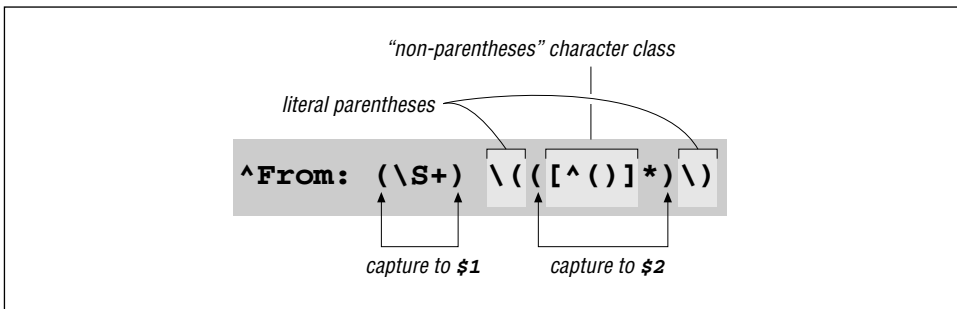 “non-parentheses” character class
literal parentheses
^From: (\S+) \(([^()]*)\)
capture to $1 capture to $2